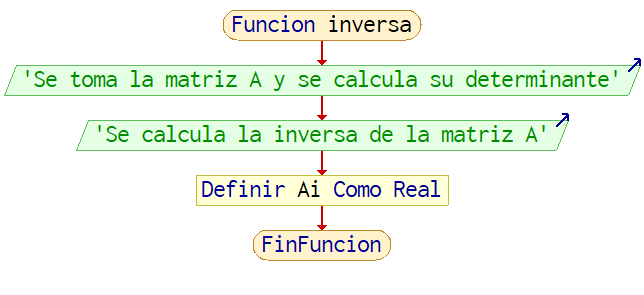 Funcion inversa
'Se toma la matriz A y se calcula su determinante'
'Se calcula la inversa de la matriz A'
Definir Ai Como Real
FinFuncion